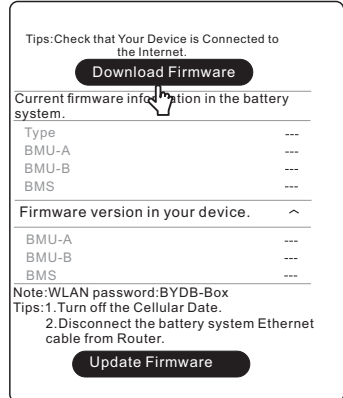 Tips:Check that Your Device is Connected to
the Internet.
Download Firmware
Current firmware information in the battery
system.
Type ---
BMU-A ---
BMU-B ---
BMS ---
Firmware version in your device.
BMU-A ---
BMU-B ---
BMS ---
Note:WLAN password:BYDB-Box
Tips:1.Turn off the Cellular Date.
2.Disconnect the battery system Ethernet
cable from Router.
Update Firmware